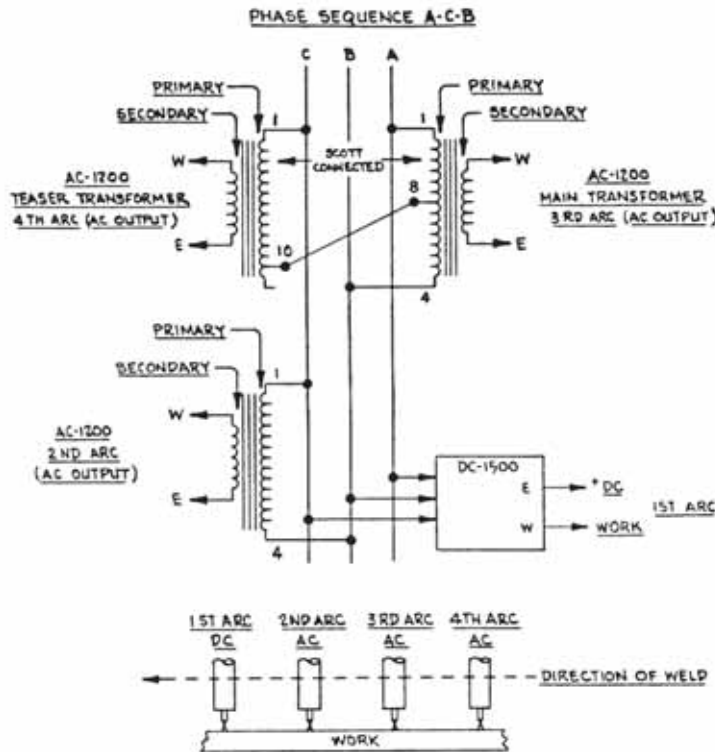 PHASE SEQUENCE A-C-B
C B A
PRIMARY
SECONDARY
1
W
AC-1200
TEASER TRANSFORMER
4TH ARC (AC OUTPUT)
E
10
SCOTT
CONNECTED
PRIMARY
SECONDARY
1
W
8
AC-1200
MAIN TRANSFORMER
3RD ARC (AC OUTPUT)
E
4
PRIMARY
SECONDARY
1
W
AC-1200
2ND ARC
(AC OUTPUT)
E
4
DC-1500
E
+ DC
1ST ARC
W
WORK
1ST ARC
DC
2ND ARC
AC
3RD ARC
AC
4TH ARC
AC
DIRECTION OF WELD
WORK